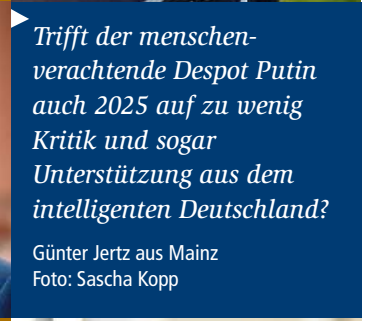 Trifft der menschen-
verachtende Despot Putin
auch 2025 auf zu wenig
Kritik und sogar
Unterstützung aus dem
intelligenten Deutschland?
Günter Jertz aus Mainz
Foto: Sascha Kopp